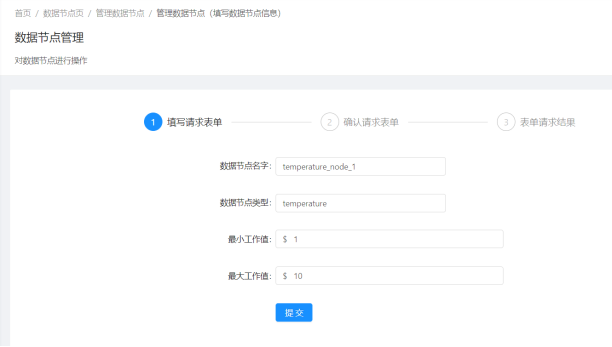 首页 / 数据节点页 / 管理数据节点 / 管理数据节点（填写数据节点信息）
数据节点管理
对数据节点进行操作
1 填写请求表单 2 确认请求表单 3 表单请求结果
数据节点名字: temperature_node_1
数据节点类型: temperature
最小工作值: $ 1
最大工作值: $ 10
提 交